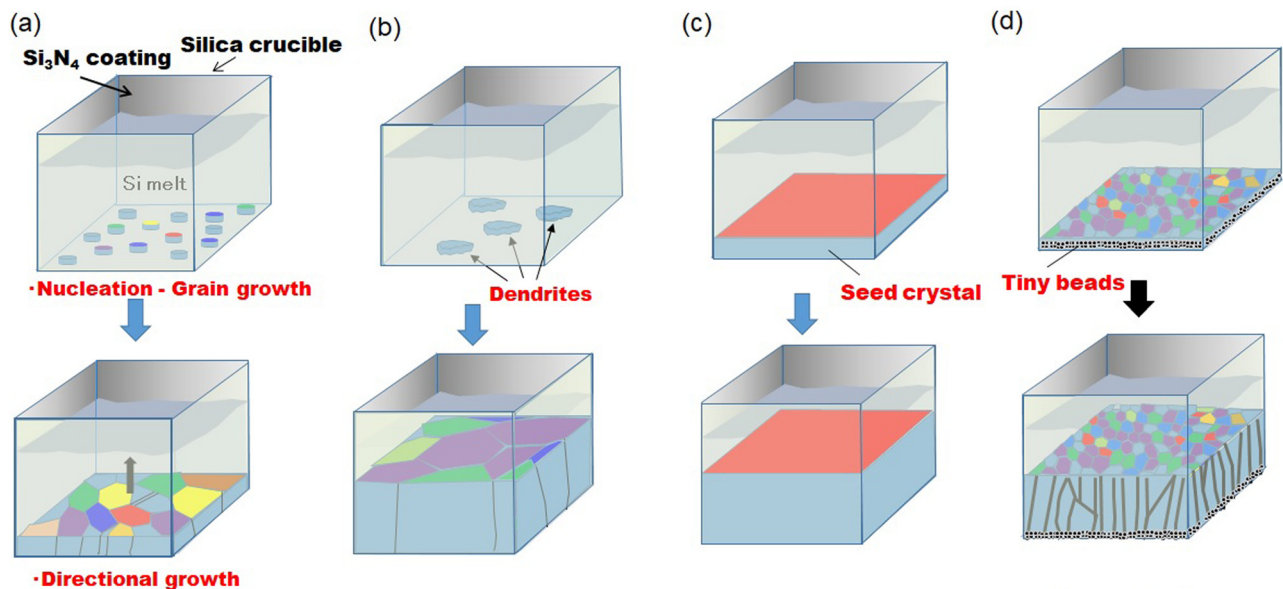 (a)
(b)
(c)
(d)
Si₃N₄ coating
Silica crucible
Si melt
·Nucleation - Grain growth
Dendrites
Seed crystal
Tiny beads
·Directional growth